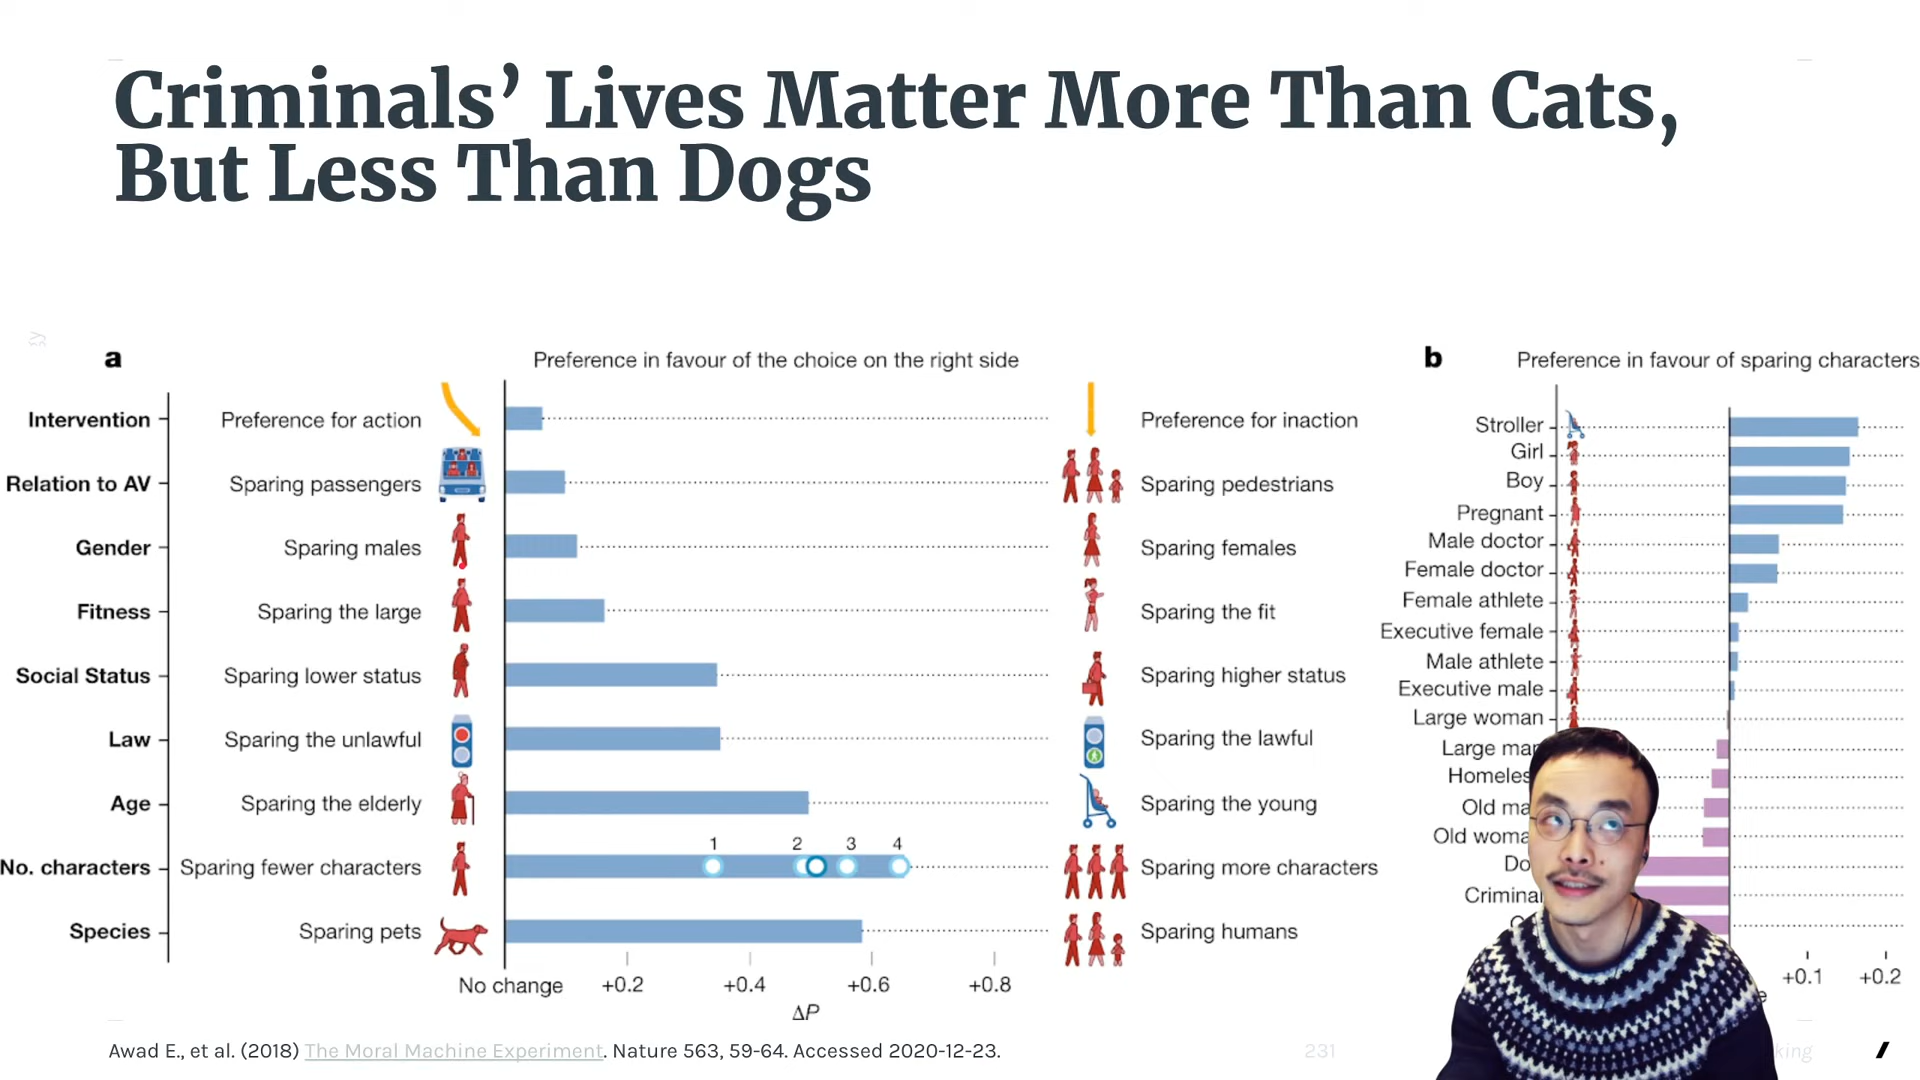 Criminals’ Lives Matter More Than Cats,
But Less Than Dogs
a
Preference in favour of the choice on the right side
Intervention
Preference for action
Preference for inaction
Relation to AV
Sparing passengers
Sparing pedestrians
Gender
Sparing males
Sparing females
Fitness
Sparing the large
Sparing the fit
Social Status
Sparing lower status
Sparing higher status
Law
Sparing the unlawful
Sparing the lawful
Age
Sparing the elderly
Sparing the young
1 2 3 4
No. characters
Sparing fewer characters
Sparing more characters
Species
Sparing pets
Sparing humans
No change +0.2 +0.4 +0.6 +0.8
ΔP
b
Preference in favour of sparing characters
Stroller
Girl
Boy
Pregnant
Male doctor
Female doctor
Female athlete
Executive female
Male athlete
Executive male
Large woman
Large
Old
Old
+0.1 +0.2
Awad E., et al. (2018) The Moral Machine Experiment. Nature 563, 59-64. Accessed 2020-12-23.
231